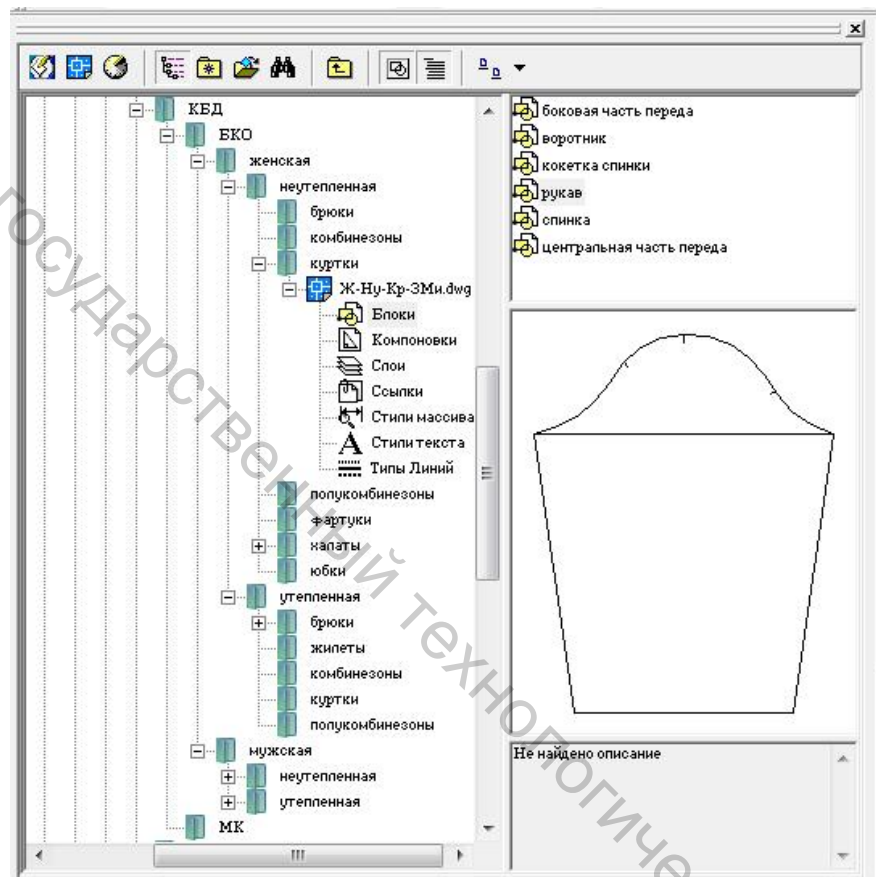 КБД
БКО
женская
неутепленная
брюки
комбинезоны
куртки
Ж-Ну-Кр-ЗМи.dwg
Блоки
Компоновки
Слои
Ссылки
Стили массива
Стили текста
Типы Линий
полукомбинезоны
фартуки
халаты
юбки
утепленная
брюки
жилеты
комбинезоны
куртки
полукомбинезоны
мужская
неутепленная
утепленная
МК
боковая часть переда
воротник
кокетка спинки
рукав
спинка
центральная часть переда
Не найдено описание
государственный технологиче